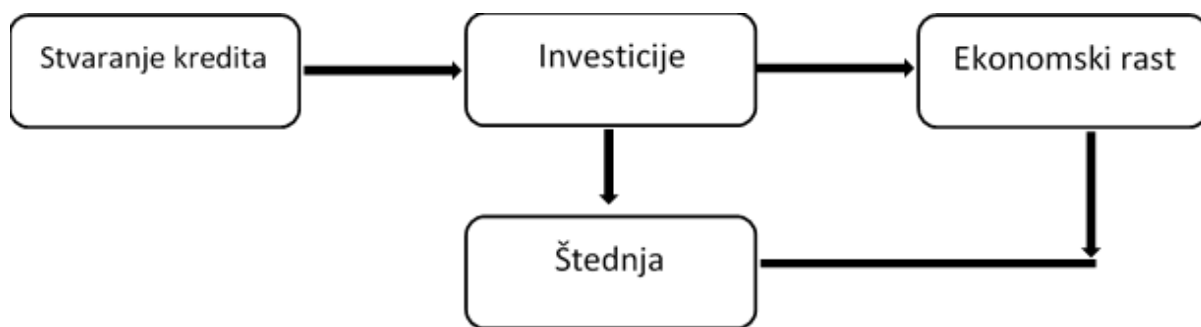 Stvaranje kredita
Investicije
Ekonomski rast
Štednja